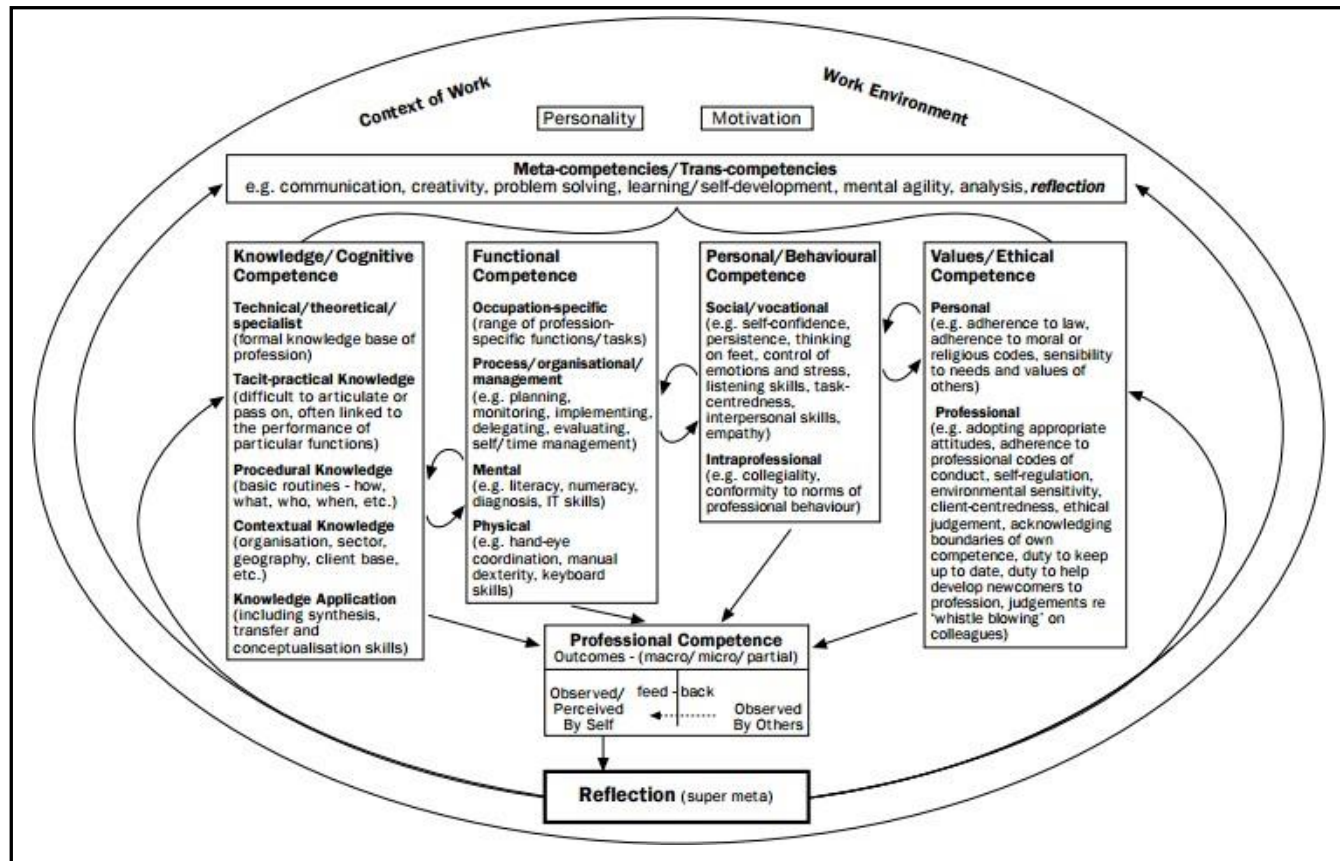 Context of Work
Work Environment
Personality
Motivation
Meta-competencies/Trans-competencies
e.g. communication, creativity, problem solving, learning/self-development, mental agility, analysis, reflection
Knowledge/Cognitive
Competence
Technical/theoretical/
specialist
(formal knowledge base of
profession)
Tacit-practical Knowledge
(difficult to articulate or
pass on, often linked to
the performance of
particular functions)
Procedural Knowledge
(basic routines - how,
what, who, when, etc.)
Contextual Knowledge
(organisation, sector,
geography, client base,
etc.)
Knowledge Application
(including synthesis,
transfer and
conceptualisation skills)
Functional
Competence
Occupation-specific
(range of profession-
specific functions/tasks)
Process/organisational/
management
(e.g. planning,
monitoring, implementing,
delegating, evaluating,
self/time management)
Mental
(e.g. literacy, numeracy,
diagnosis, IT skills)
Physical
(e.g. hand-eye
coordination, manual
dexterity, keyboard
skills)
Personal/Behavioural
Competence
Social/vocational
(e.g. self-confidence,
persistence, thinking
on feet, control of
emotions and stress,
listening skills, task-
centredness,
interpersonal skills,
empathy)
Intraprofessional
(e.g. collegiality,
conformity to norms of
professional behaviour)
Values/Ethical
Competence
Personal
(e.g. adherence to law,
adherence to moral or
religious codes, sensibility
to needs and values of
others)
Professional
(e.g. adopting appropriate
attitudes, adherence to
professional codes of
conduct, self-regulation,
environmental sensitivity,
client-centredness, ethical
judgement, acknowledging
boundaries of own
competence, duty to keep
up to date, duty to help
develop newcomers to
profession, judgements re
'whistle blowing' on
colleagues)
Professional Competence
Outcomes - (macro/micro/partial)
Observed/
Perceived
By Self
feed - back
Observed
By Others
Reflection (super meta)